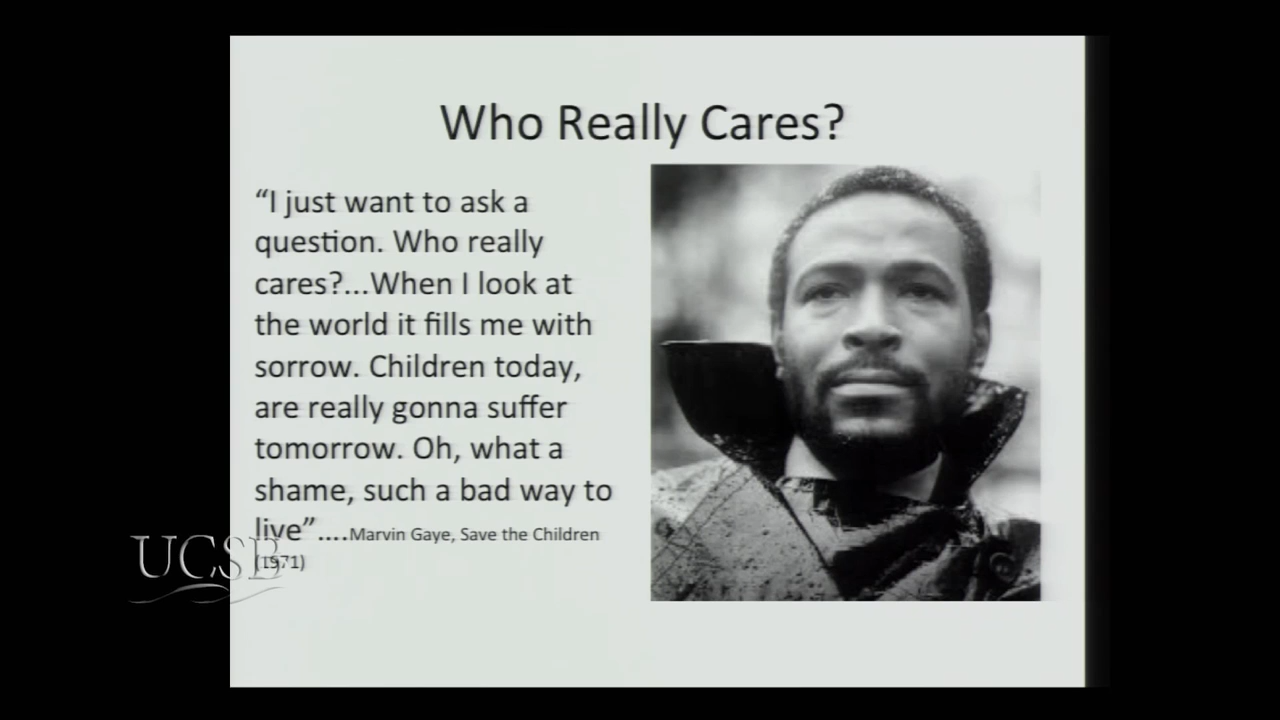 Who Really Cares?
“I just want to ask a
question. Who really
cares?...When I look at
the world it fills me with
sorrow. Children today,
are really gonna suffer
tomorrow. Oh, what a
shame, such a bad way to
live”....Marvin Gaye, Save the Children
(1971)
UCSB